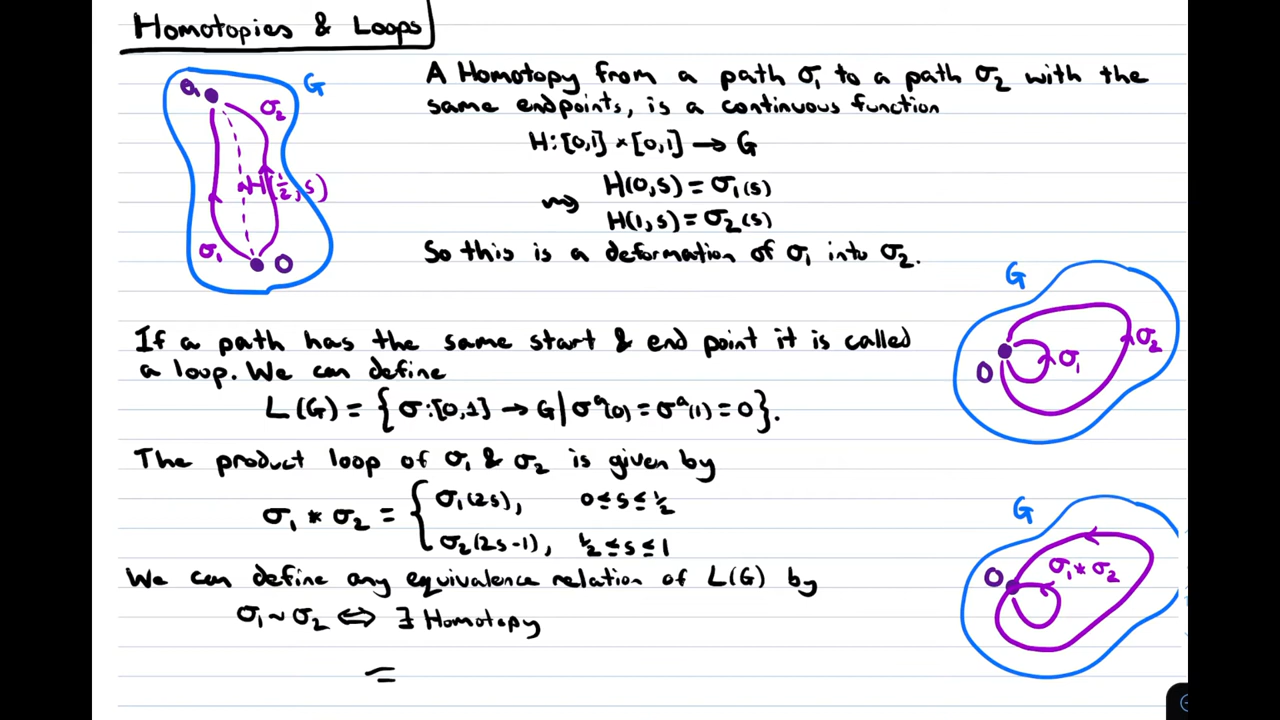 Homotopies & Loops
A Homotopy from a path σ₁ to a path σ₂ with the
same endpoints, is a continuous function
H:[0,1] × [0,1] → G
⇝ H(0,s) = σ₁(s)
H(1,s) = σ₂(s)
So this is a deformation of σ₁ into σ₂.
G
a
σ₂
H(½,s)
σ₁
O
If a path has the same start & end point it is called
a loop. We can define
L(G) = {σ:[0,1] → G | σᵃ(0) = σᵃ(1) = 0}.
G
σ₂
σ₁
O
The product loop of σ₁ & σ₂ is given by
σ₁ * σ₂ = { σ₁(2s), 0 ≤ s ≤ ½
σ₂(2s-1), ½ ≤ s ≤ 1
G
O
σ₁ * σ₂
We can define any equivalence relation of L(G) by
σ₁ ~ σ₂ ⇔ ∃ Homotopy
=